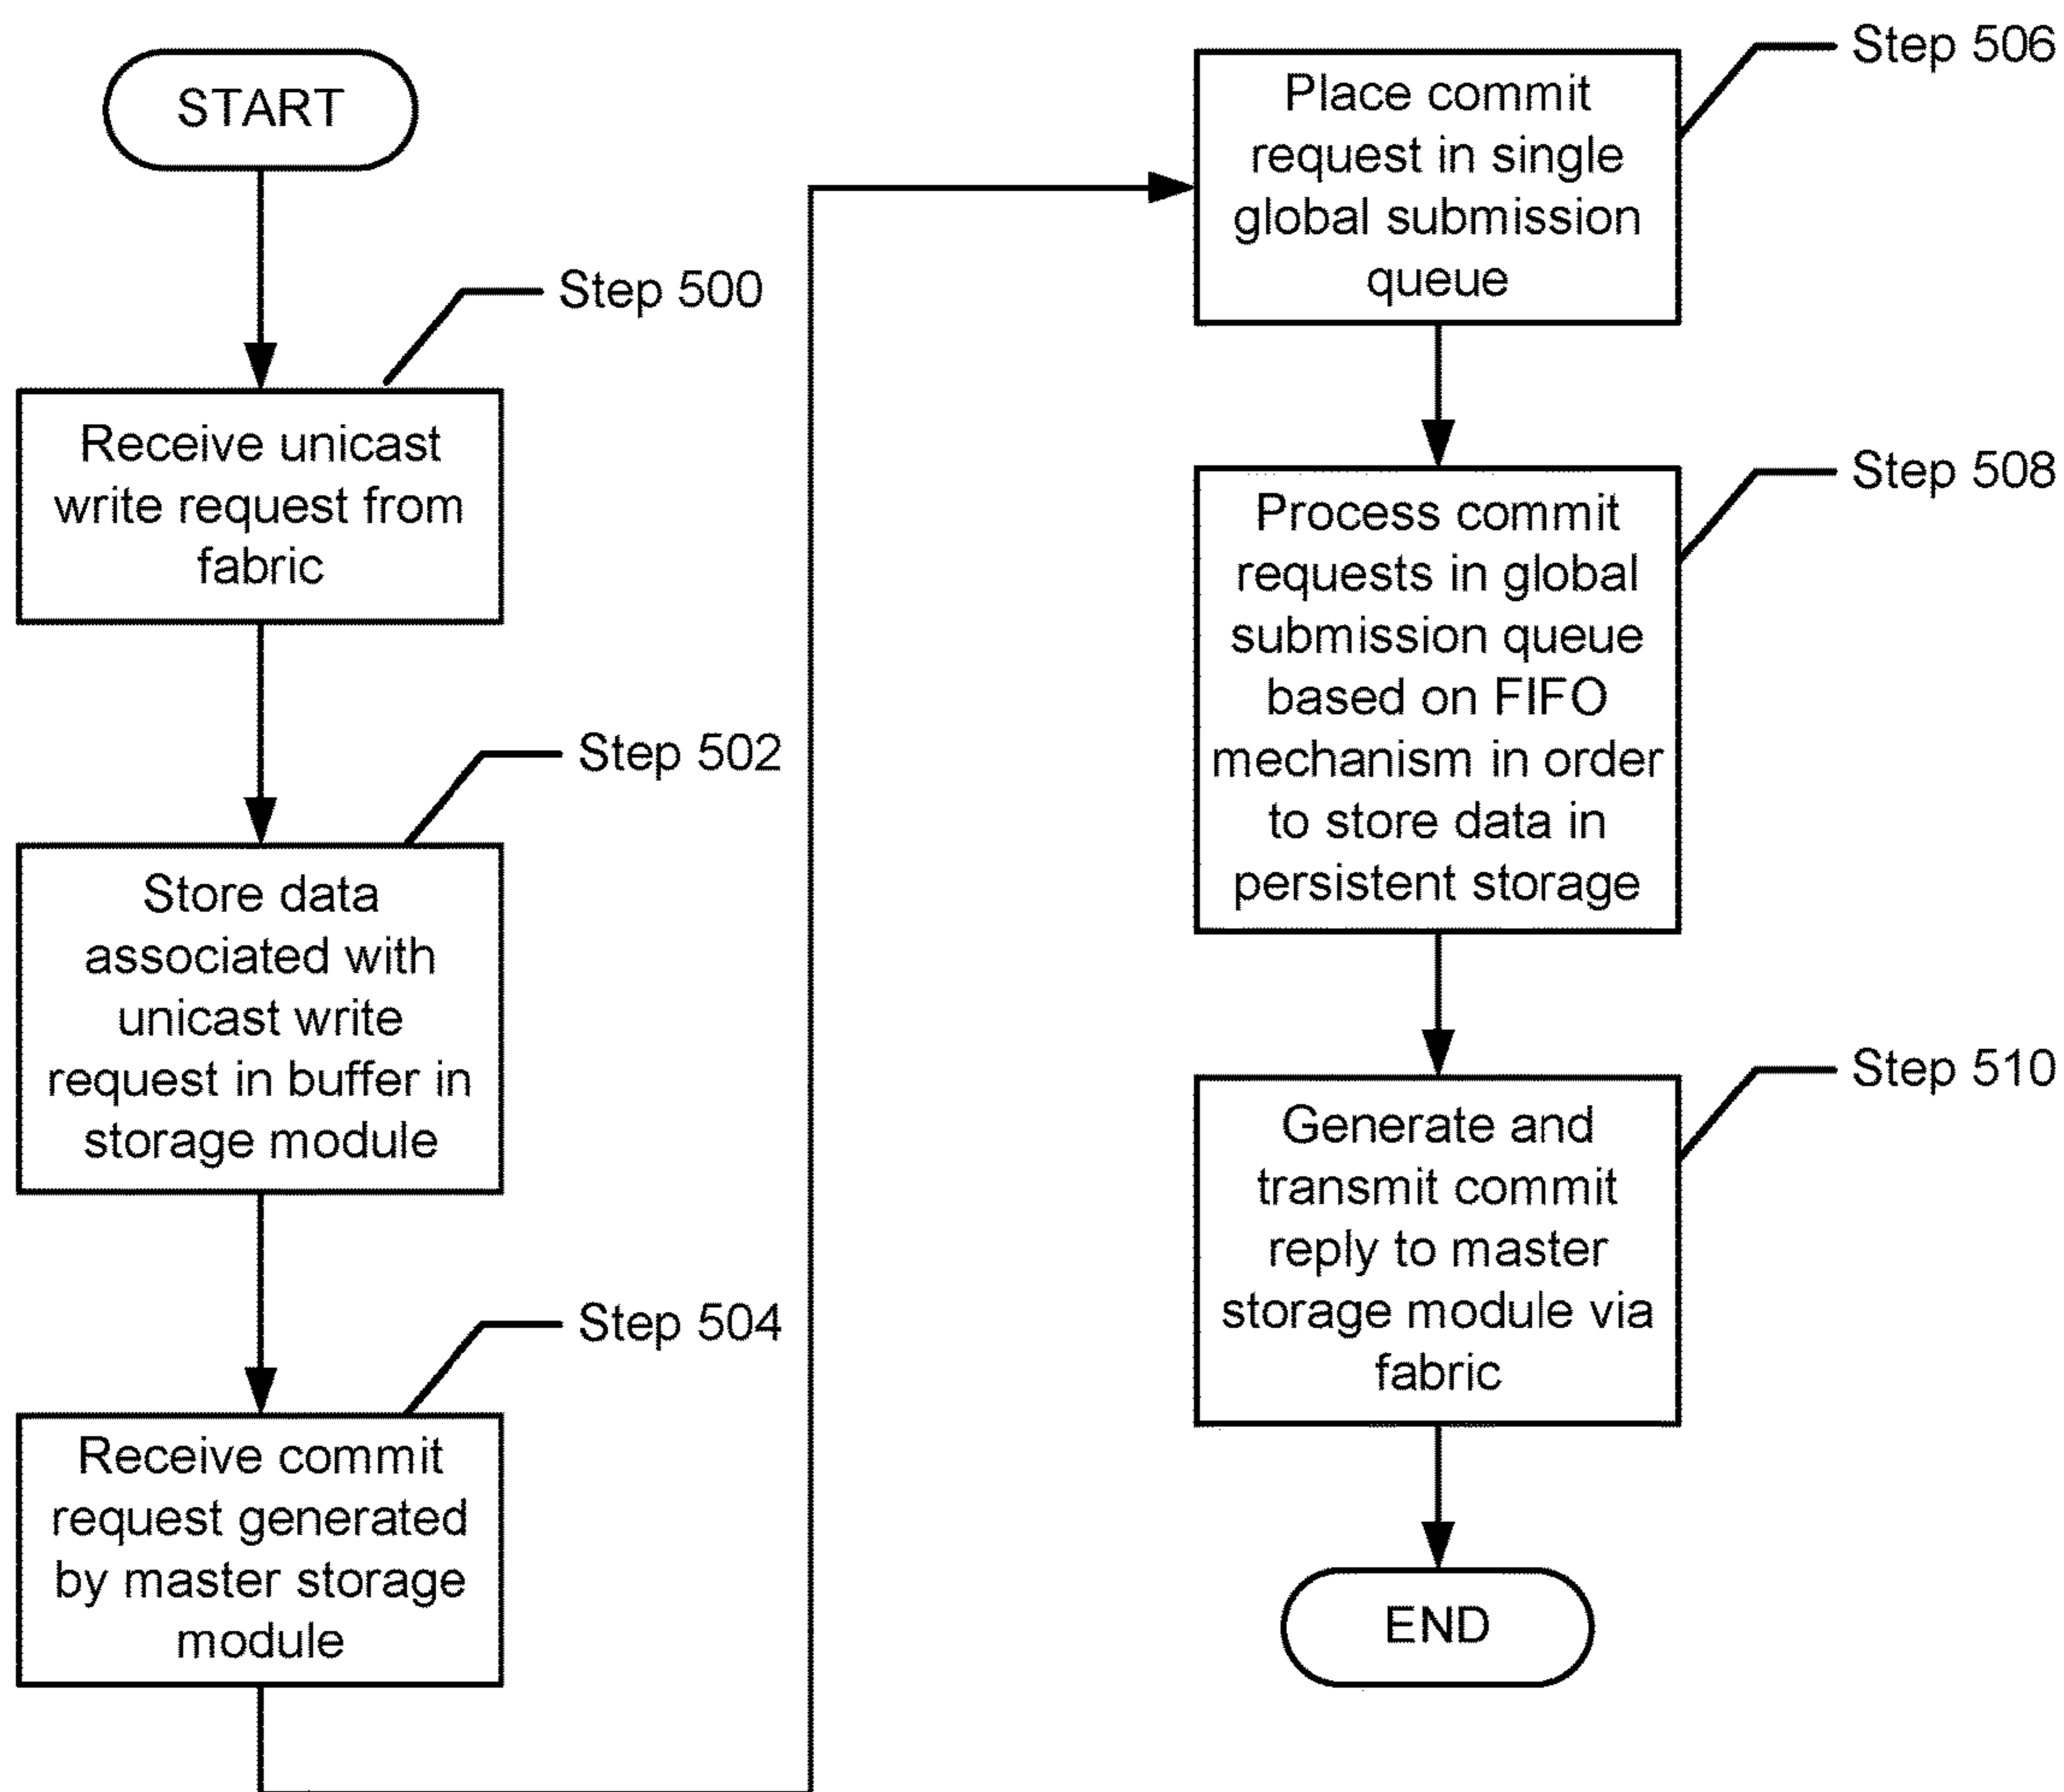 START
Step 500
Receive unicast
write request from
fabric
Step 502
Store data
associated with
unicast write
request in buffer in
storage module
Step 504
Receive commit
request generated
by master storage
module
Step 506
Place commit
request in single
global submission
queue
Step 508
Process commit
requests in global
submission queue
based on FIFO
mechanism in order
to store data in
persistent storage
Step 510
Generate and
transmit commit
reply to master
storage module via
fabric
END